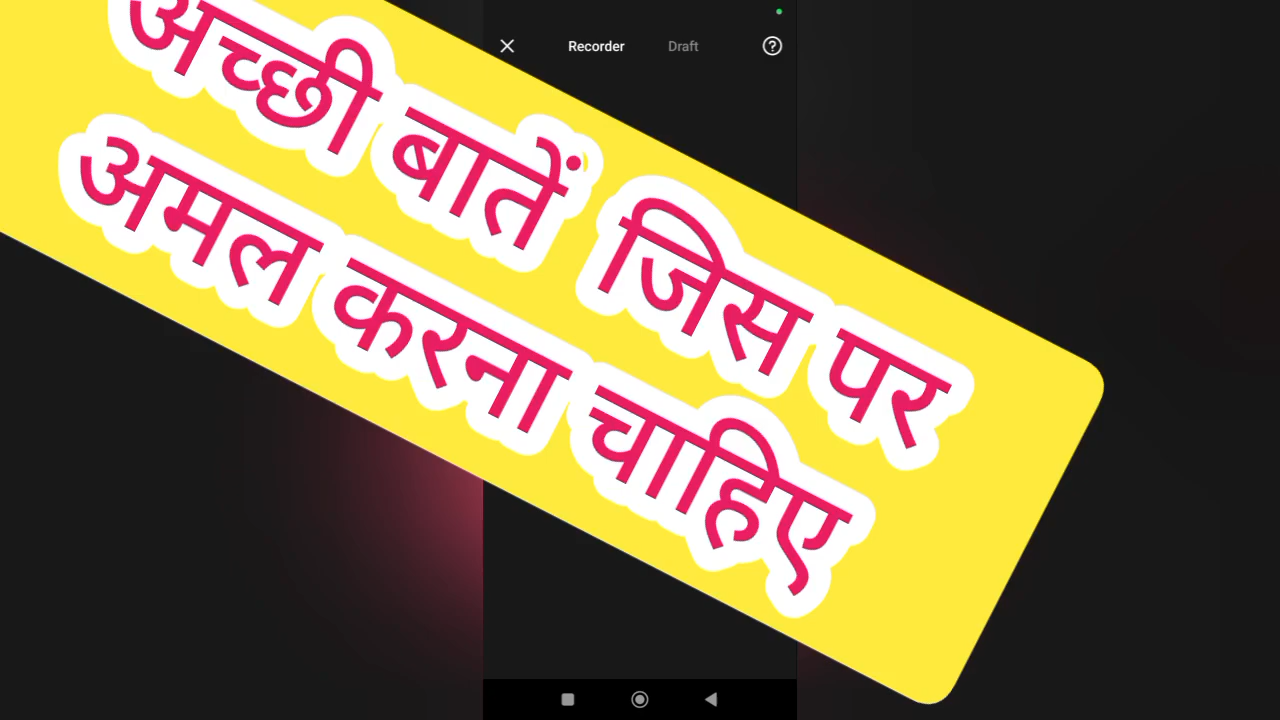 Recorder Draft
अच्छी बातें जिस पर
अमल करना चाहिए